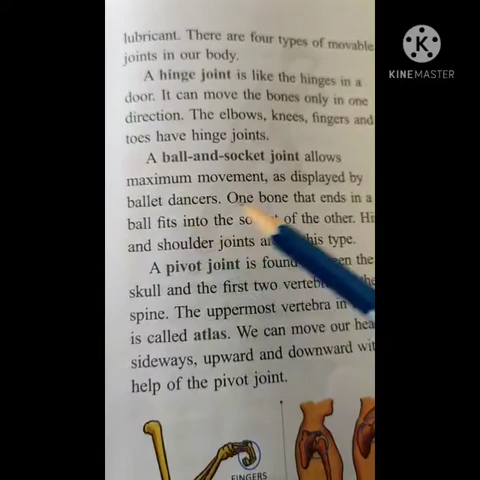 lubricant. There are four types of movable
joints in our body.
A hinge joint is like the hinges in a
door. It can move the bones only in one
direction. The elbows, knees, fingers and
toes have hinge joints.
A ball-and-socket joint allows
maximum movement, as displayed by
ballet dancers. One bone that ends in a
ball fits into the of the other. Hi
and shoulder joints this type.
A pivot joint is found the
skull and the first two
spine. The uppermost vertebra in
is called atlas. We can move our hea
sideways, upward and downward wit
help of the pivot joint.
FINGERS
K
KINEMASTER